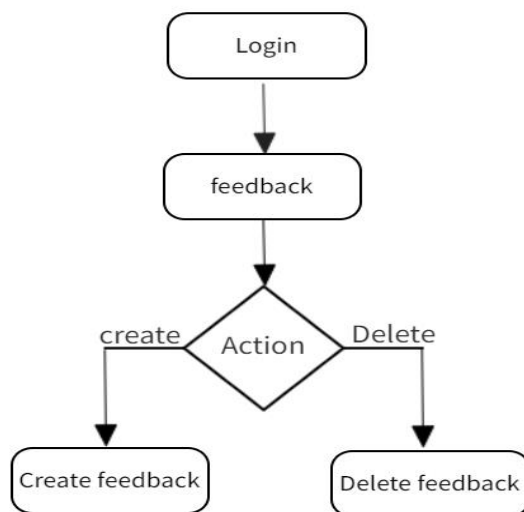 Login
feedback
create
Action
Delete
Create feedback
Delete feedback